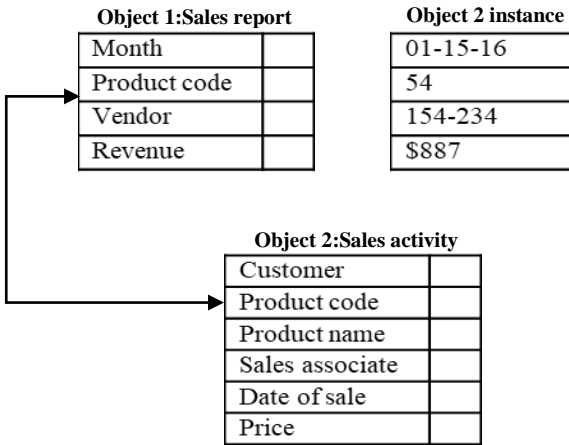 Object 1:Sales report
Month
Product code
Vendor
Revenue
Object 2 instance
01-15-16
54
154-234
$887
Object 2:Sales activity
Customer
Product code
Product name
Sales associate
Date of sale
Price